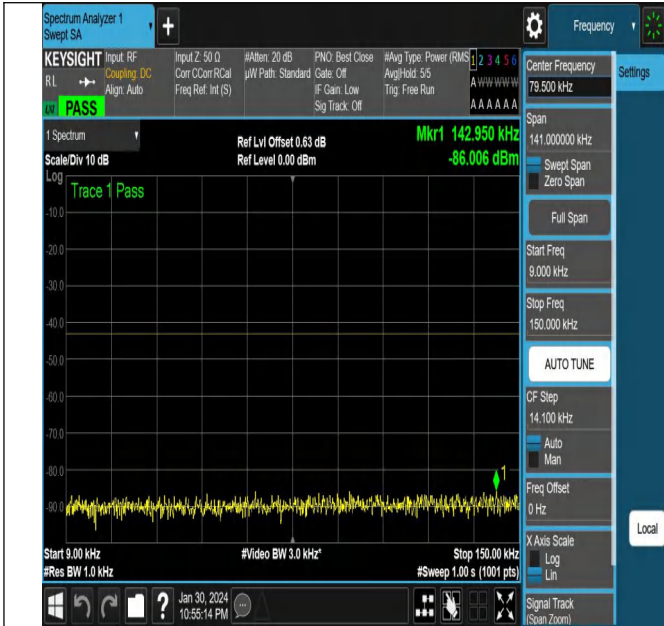 Spectrum Analyzer 1
Swept SA
+
Frequency
KEYSIGHT
RL
LXI
PASS
Input: RF
Coupling: DC
Align: Auto
Input Z: 50 Ω
Corr CCorr RCal
Freq Ref: Int (S)
#Atten: 20 dB
µW Path: Standard
PNO: Best Close
Gate: Off
IF Gain: Low
Sig Track: Off
#Avg Type: Power (RMS
Avg|Hold: 5/5
Trig: Free Run
1 2 3 4 5 6
A W W W W W
A A A A A A
1 Spectrum
Scale/Div 10 dB
Log
Ref Lvl Offset 0.63 dB
Ref Level 0.00 dBm
Mkr1 142.950 kHz
-86.006 dBm
Trace 1 Pass
-10.0
-20.0
-30.0
-40.0
-50.0
-60.0
-70.0
-80.0
-90.0
1
Start 9.00 kHz
#Res BW 1.0 kHz
#Video BW 3.0 kHz*
Stop 150.00 kHz
#Sweep 1.00 s (1001 pts)
?
Jan 30, 2024
10:55:14 PM
Center Frequency
79.500 kHz
Span
141.000000 kHz
Swept Span
Zero Span
Full Span
Start Freq
9.000 kHz
Stop Freq
150.000 kHz
AUTO TUNE
CF Step
14.100 kHz
Auto
Man
Freq Offset
0 Hz
X Axis Scale
Log
Lin
Signal Track
(Span Zoom)
Settings
Local